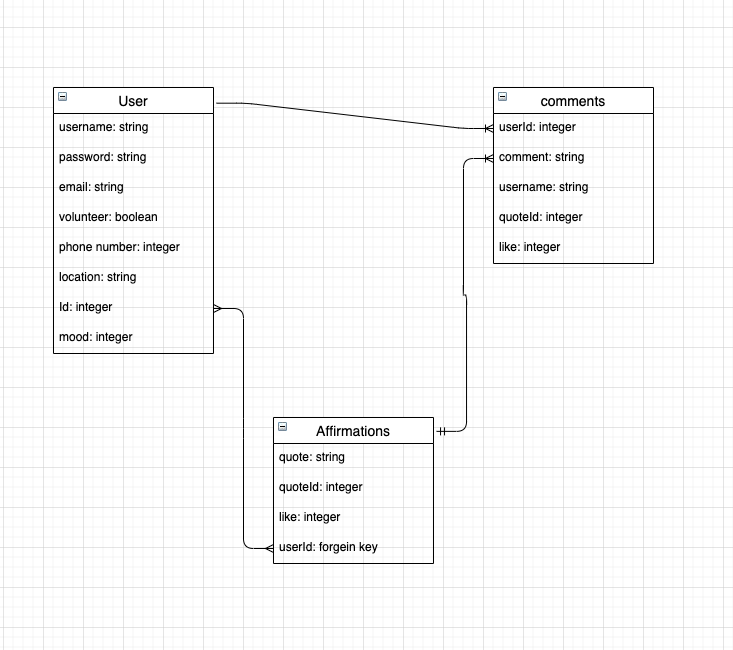 User
username: string
password: string
email: string
volunteer: boolean
phone number: integer
location: string
Id: integer
mood: integer
comments
userId: integer
comment: string
username: string
quoteId: integer
like: integer
Affirmations
quote: string
quoteId: integer
like: integer
userId: forgein key